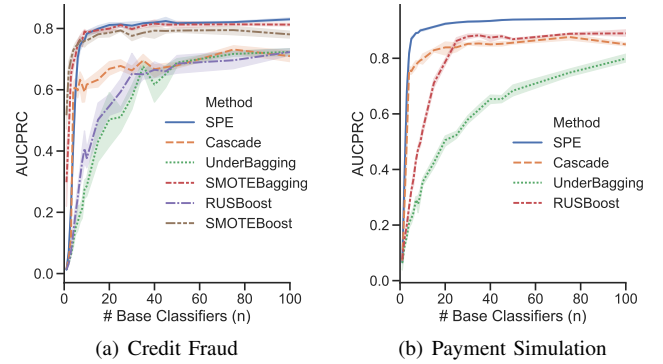 AUCPRC
0.8
0.6
0.4
0.2
0.0
0 20 40 60 80 100
# Base Classifiers (n)
Method
SPE
Cascade
UnderBagging
SMOTEBagging
RUSBoost
SMOTEBoost
(a) Credit Fraud
AUCPRC
0.8
0.6
0.4
0.2
0.0
0 20 40 60 80 100
# Base Classifiers (n)
Method
SPE
Cascade
UnderBagging
RUSBoost
(b) Payment Simulation